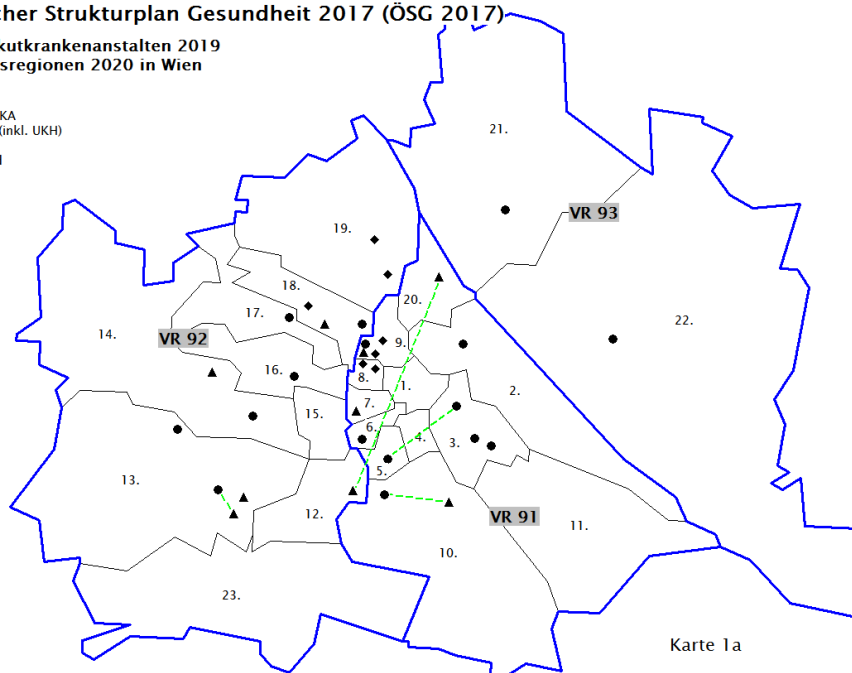 cher Strukturplan Gesundheit 2017 (ÖSG 2017)
kutkrankenanstalten 2019
sregionen 2020 in Wien
KA
(inkl. UKH)
21.
VR 93
19.
18.
20.
17.
14.
VR 92
9.
22.
16.
8.
1.
2.
7.
15.
6.
4.
3.
5.
13.
12.
VR 91
11.
10.
23.
Karte 1a